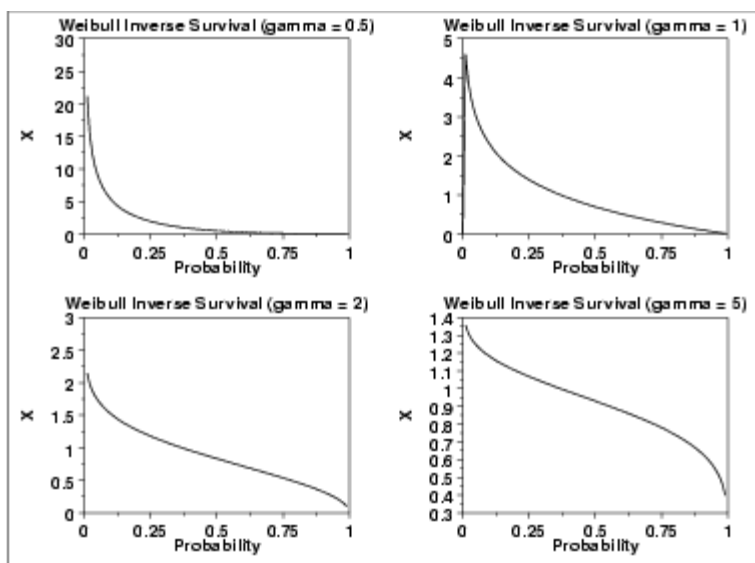 Weibull Inverse Survival (gamma = 0.5)
30
25
20
15
10
5
0
X
0 0.25 0.5 0.75 1
Probability
Weibull Inverse Survival (gamma = 1)
5
4
3
2
1
0
X
0 0.25 0.5 0.75 1
Probability
Weibull Inverse Survival (gamma = 2)
3
2.5
2
1.5
1
0.5
0
X
0 0.25 0.5 0.75 1
Probability
Weibull Inverse Survival (gamma = 5)
1.4
1.3
1.2
1.1
1
0.9
0.8
0.7
0.6
0.5
0.4
0.3
X
0 0.25 0.5 0.75 1
Probability